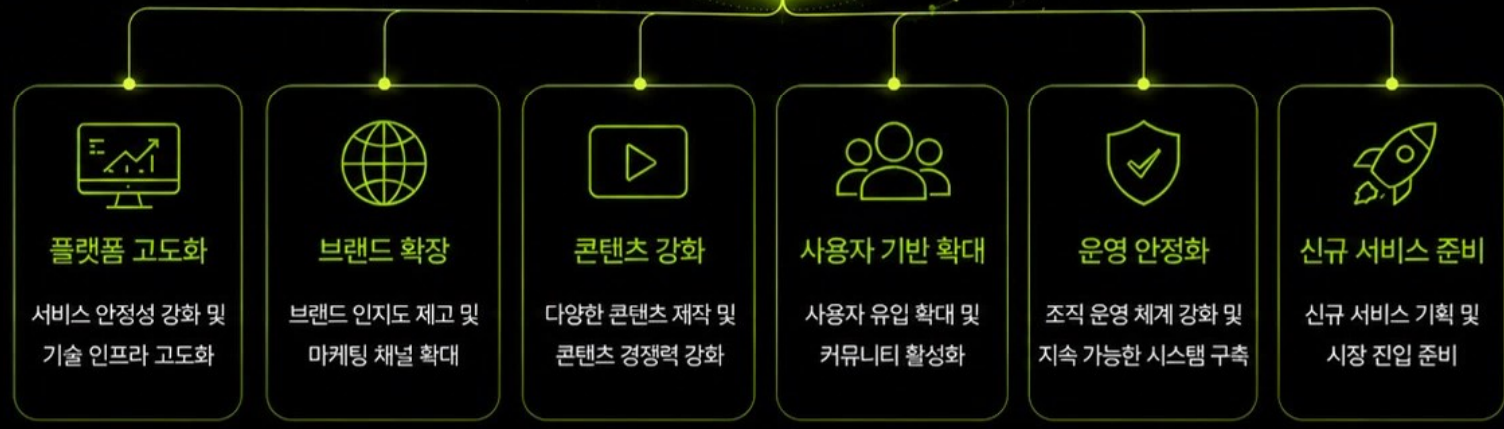 플랫폼 고도화
서비스 안정성 강화 및
기술 인프라 고도화
브랜드 확장
브랜드 인지도 제고 및
마케팅 채널 확대
콘텐츠 강화
다양한 콘텐츠 제작 및
콘텐츠 경쟁력 강화
사용자 기반 확대
사용자 유입 확대 및
커뮤니티 활성화
운영 안정화
조직 운영 체계 강화 및
지속 가능한 시스템 구축
신규 서비스 준비
신규 서비스 기획 및
시장 진입 준비